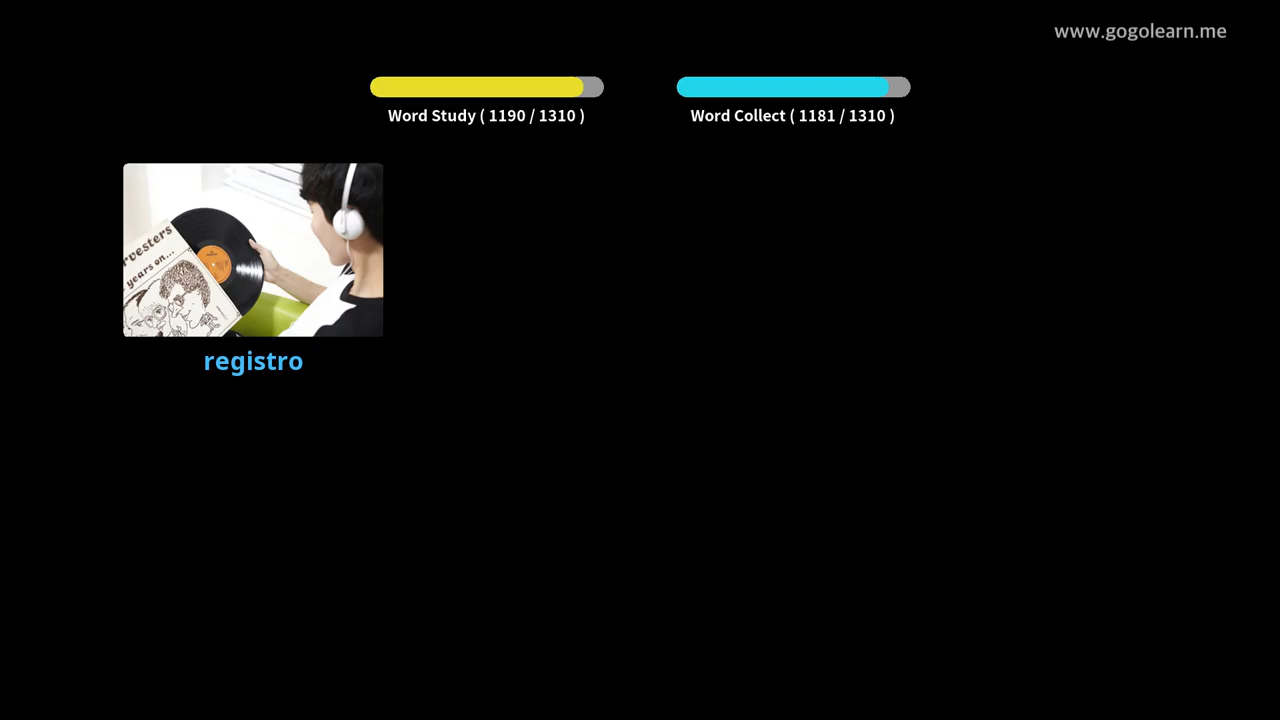 www.gogolearn.me
Word Study ( 1190 / 1310 )
Word Collect ( 1181 / 1310 )
rvesters
years on...
registro